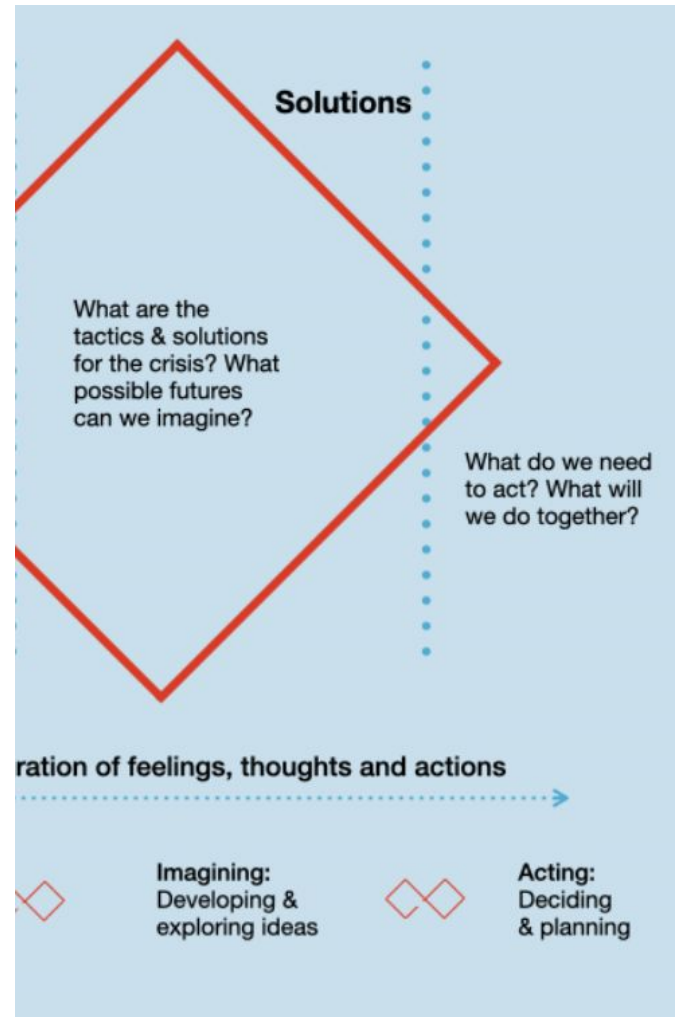 Solutions
What are the
tactics & solutions
for the crisis? What
possible futures
can we imagine?
What do we need
to act? What will
we do together?
ration of feelings, thoughts and actions
Imagining:
Developing &
exploring ideas
Acting:
Deciding
& planning